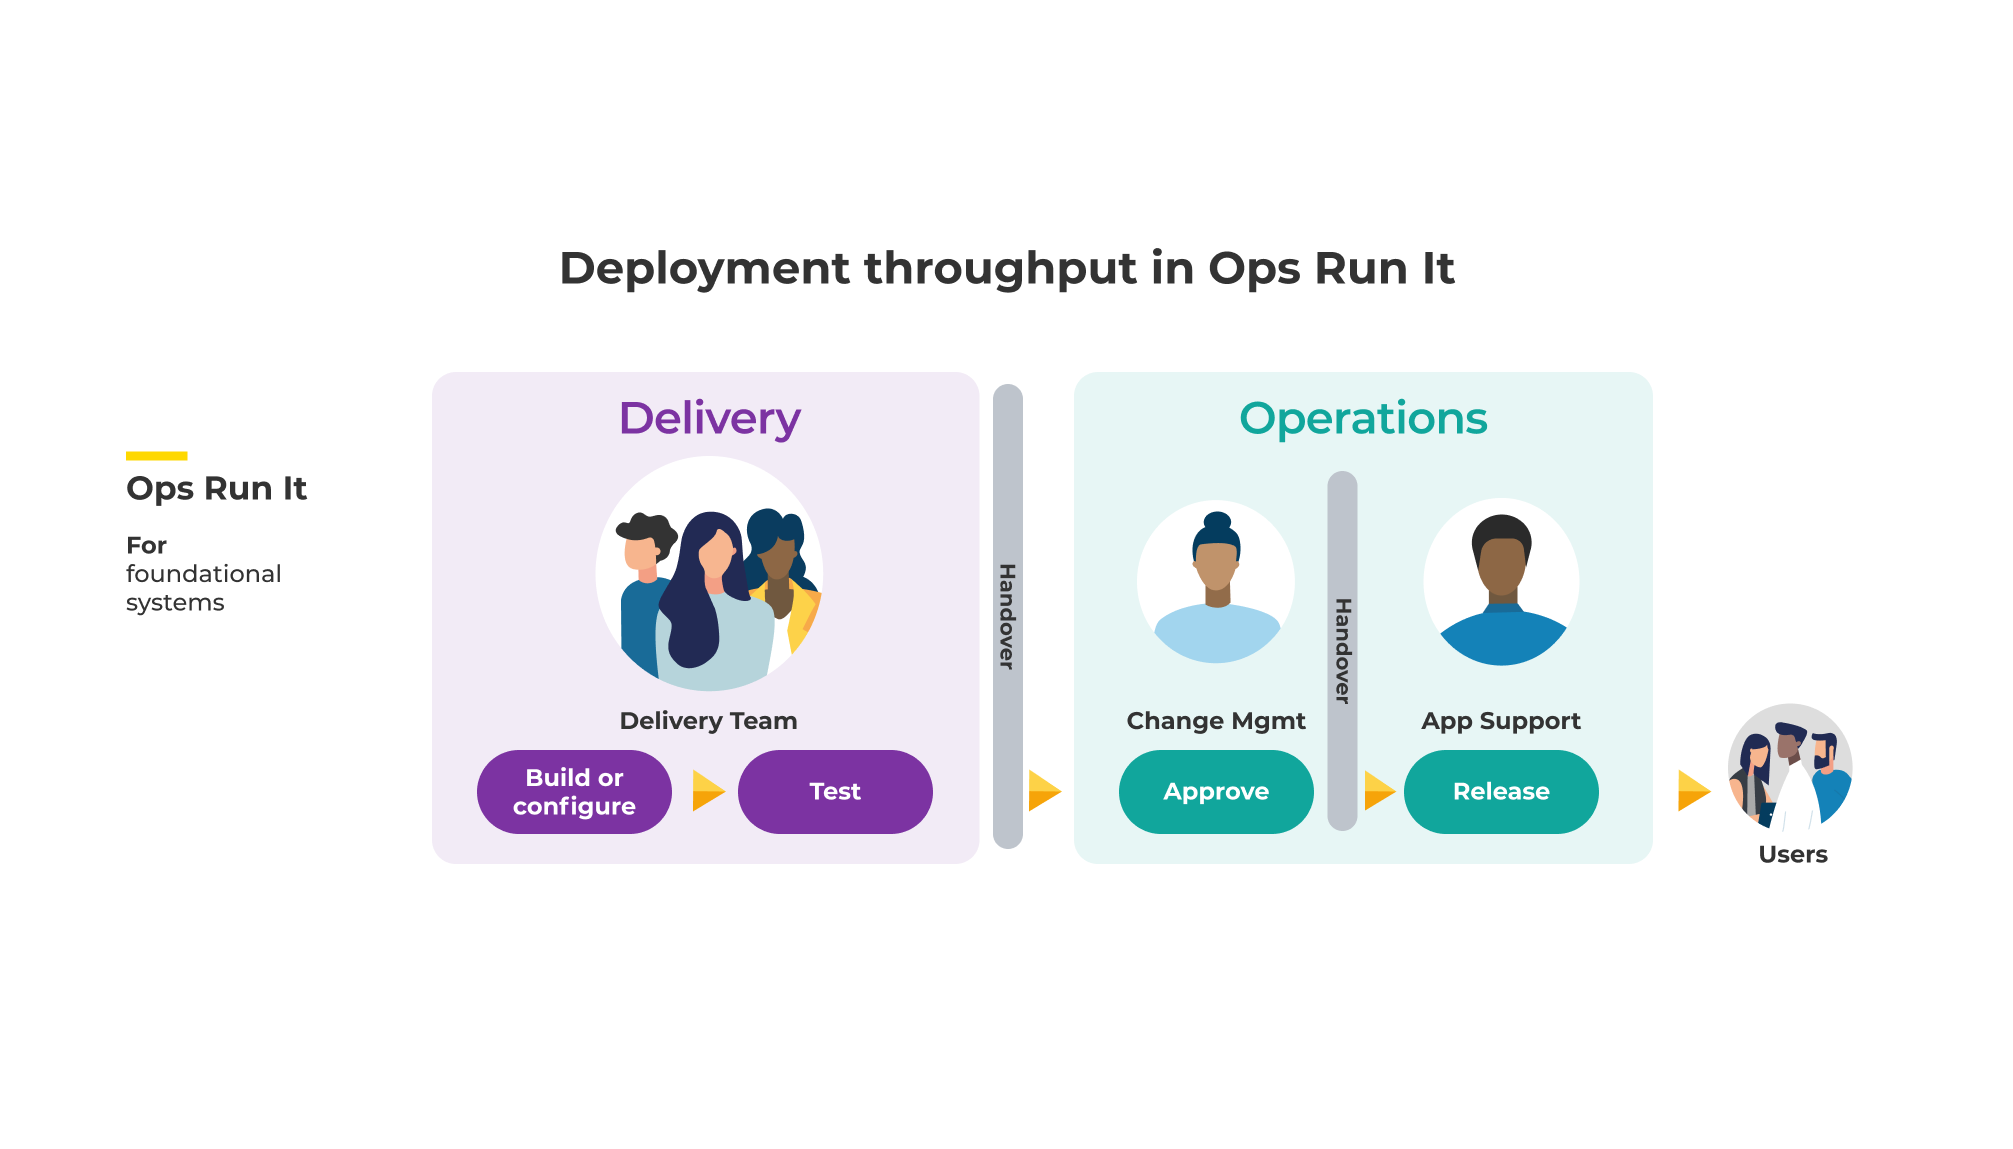 Deployment throughput in Ops Run It
Ops Run It
For
foundational
systems
Delivery
Delivery Team
Build or
configure
Test
Handover
Operations
Change Mgmt
Approve
Handover
App Support
Release
Users